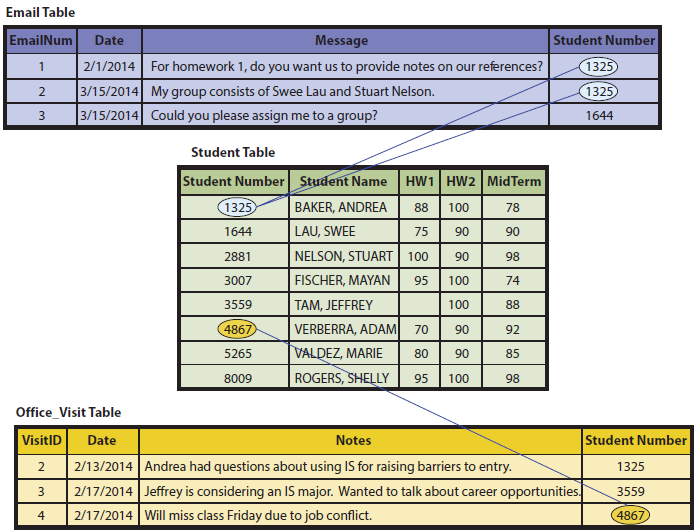 Email Table
EmailNum Date Message Student Number
1 2/1/2014 For homework 1, do you want us to provide notes on our references? 1325
2 3/15/2014 My group consists of Swee Lau and Stuart Nelson. 1325
3 3/15/2014 Could you please assign me to a group? 1644
Student Table
Student Number Student Name HW1 HW2 MidTerm
1325 BAKER, ANDREA 88 100 78
1644 LAU, SWEE 75 90 90
2881 NELSON, STUART 100 90 98
3007 FISCHER, MAYAN 95 100 74
3559 TAM, JEFFREY 100 88
4867 VERBERRA, ADAM 70 90 92
5265 VALDEZ, MARIE 80 90 85
8009 ROGERS, SHELLY 95 100 98
Office_Visit Table
VisitID Date Notes Student Number
2 2/13/2014 Andrea had questions about using IS for raising barriers to entry. 1325
3 2/17/2014 Jeffrey is considering an IS major. Wanted to talk about career opportunities. 3559
4 2/17/2014 Will miss class Friday due to job conflict. 4867